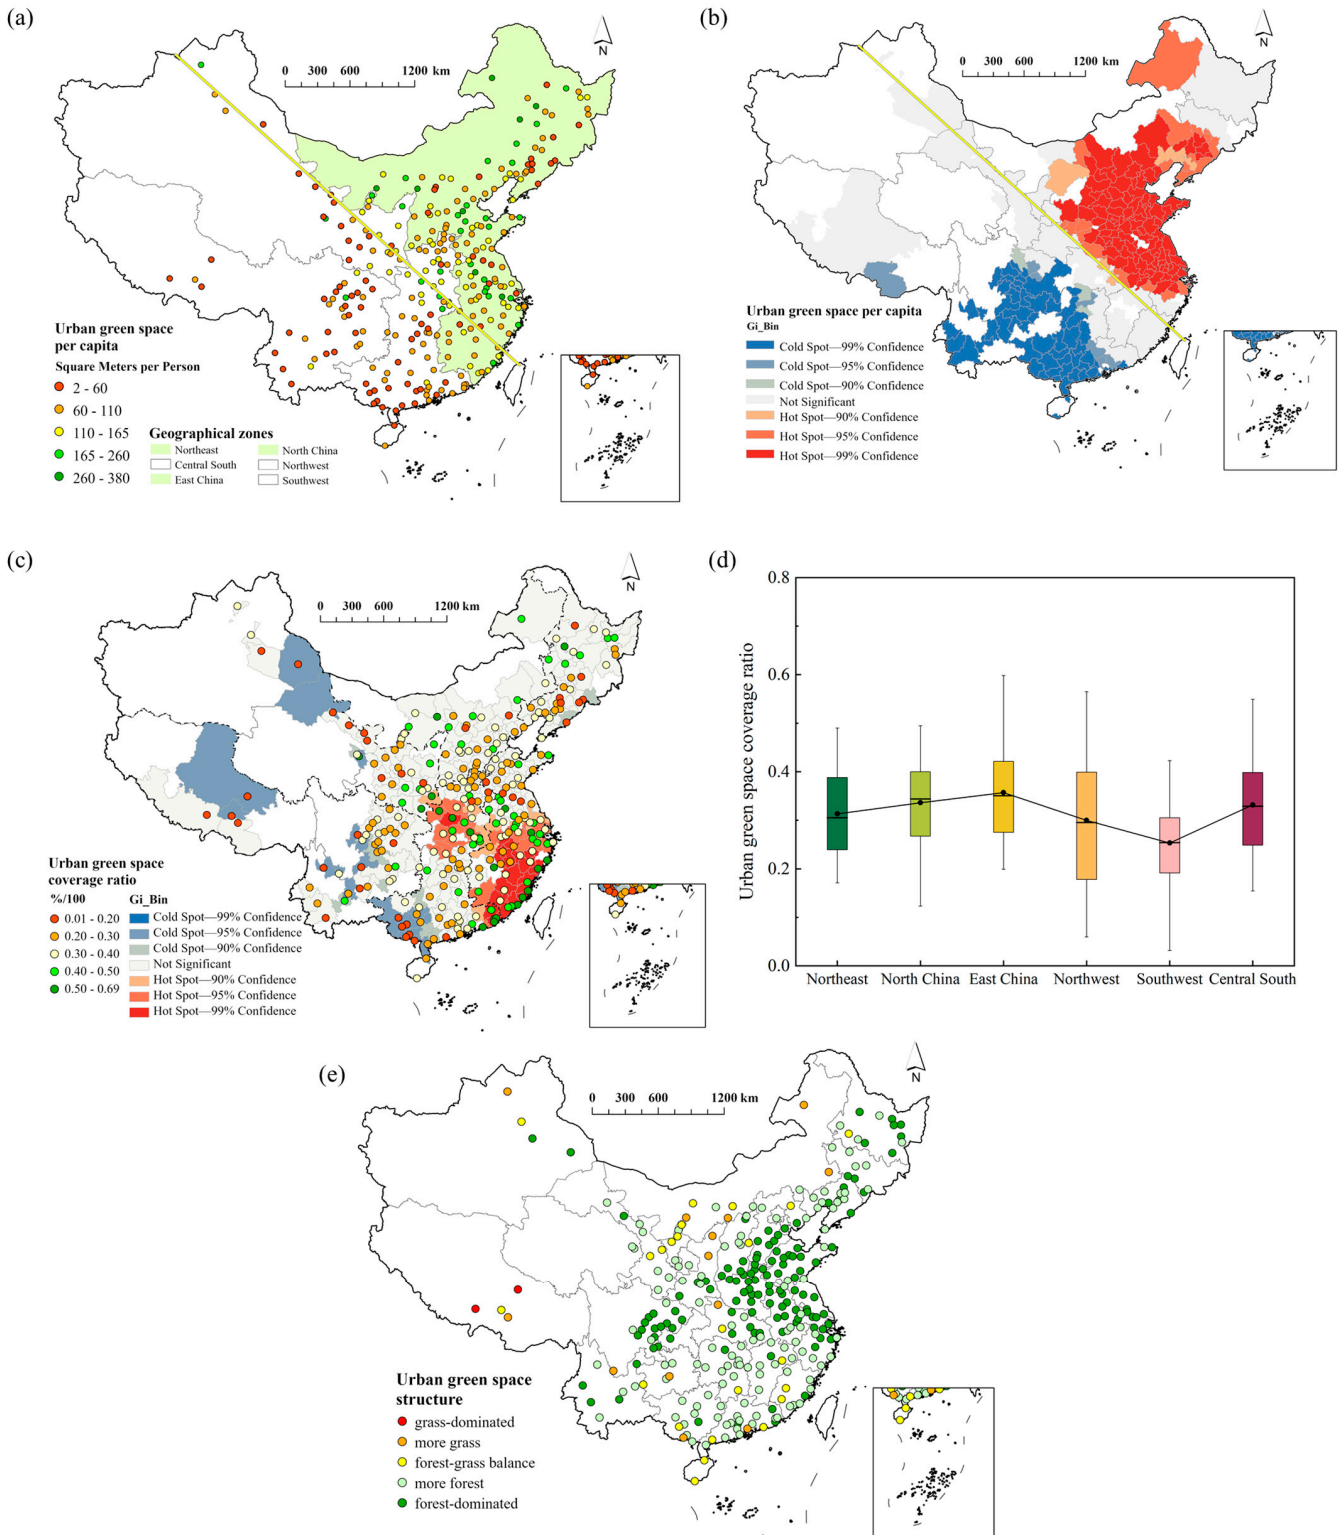 (a)
N
0 300 600 1200 km
Urban green space
per capita
Square Meters per Person
2 - 60
60 - 110
110 - 165
165 - 260
260 - 380
Geographical zones
Northeast
North China
Central South
Northwest
East China
Southwest
(b)
N
0 300 600 1200 km
Urban green space per capita
Gi_Bin
Cold Spot—99% Confidence
Cold Spot—95% Confidence
Cold Spot—90% Confidence
Not Significant
Hot Spot—90% Confidence
Hot Spot—95% Confidence
Hot Spot—99% Confidence
(c)
N
0 300 600 1200 km
Urban green space
coverage ratio
%/100
0.01 - 0.20
0.20 - 0.30
0.30 - 0.40
0.40 - 0.50
0.50 - 0.69
Gi_Bin
Cold Spot—99% Confidence
Cold Spot—95% Confidence
Cold Spot—90% Confidence
Not Significant
Hot Spot—90% Confidence
Hot Spot—95% Confidence
Hot Spot—99% Confidence
(d)
Urban green space coverage ratio
0.8
0.6
0.4
0.2
0.0
Northeast
North China
East China
Northwest
Southwest
Central South
(e)
N
0 300 600 1200 km
Urban green space
structure
grass-dominated
more grass
forest-grass balance
more forest
forest-dominated